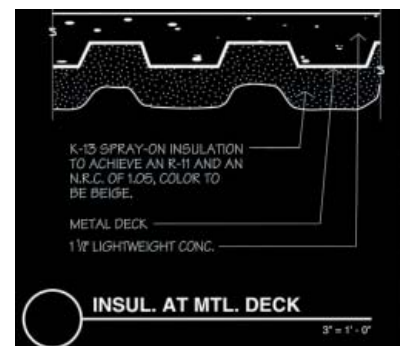 K-13 SPRAY-ON INSULATION
TO ACHIEVE AN R-11 AND AN
N.R.C. OF 1.05, COLOR TO
BE BEIGE.
METAL DECK
1 1/2" LIGHTWEIGHT CONC.
INSUL. AT MTL. DECK
3" = 1' - 0"